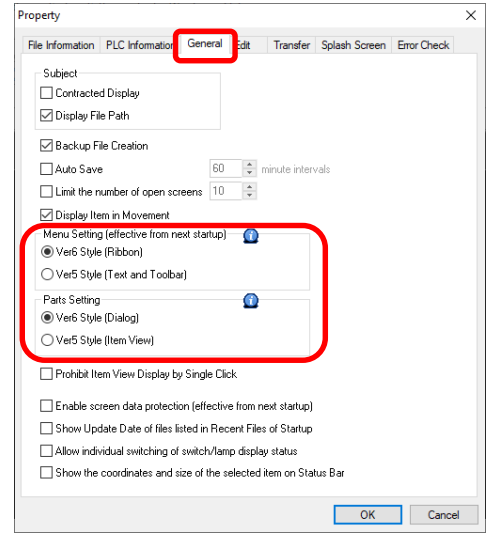 Property
File Information PLC Information General Edit Transfer Splash Screen Error Check
Subject
Contracted Display
Display File Path
Backup File Creation
Auto Save 60 minute intervals
Limit the number of open screens 10
Display Item in Movement
Menu Setting (effective from next startup)
Ver6 Style (Ribbon)
Ver5 Style (Text and Toolbar)
Parts Setting
Ver6 Style (Dialog)
Ver5 Style (Item View)
Prohibit Item View Display by Single Click
Enable screen data protection (effective from next startup)
Show Update Date of files listed in Recent Files of Startup
Allow individual switching of switch/lamp display status
Show the coordinates and size of the selected item on Status Bar
OK Cancel